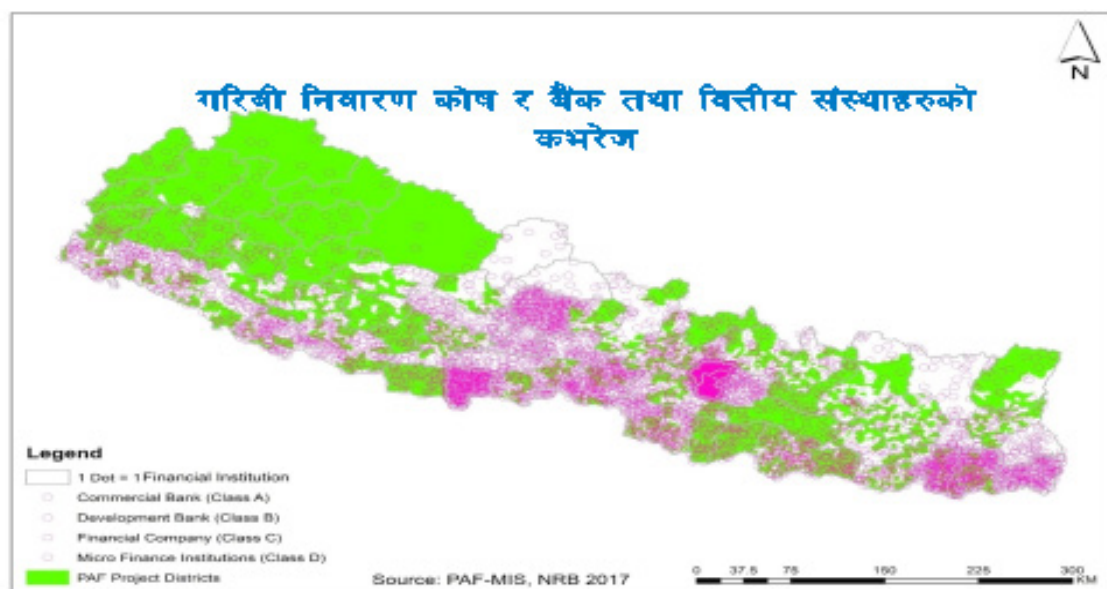 N
गरिबी निवारण कोष र बैंक तथा वित्तीय संस्थाहरुको
कभरेज
Legend
1 Dot = 1Financial Institution
Commercial Bank (Class A)
Development Bank (Class B)
Financial Company (Class C)
Micro Finance Institutions (Class D)
PAF Project Districts
Source: PAF-MIS, NRB 2017
0 37.5 75 150 225 300
KM